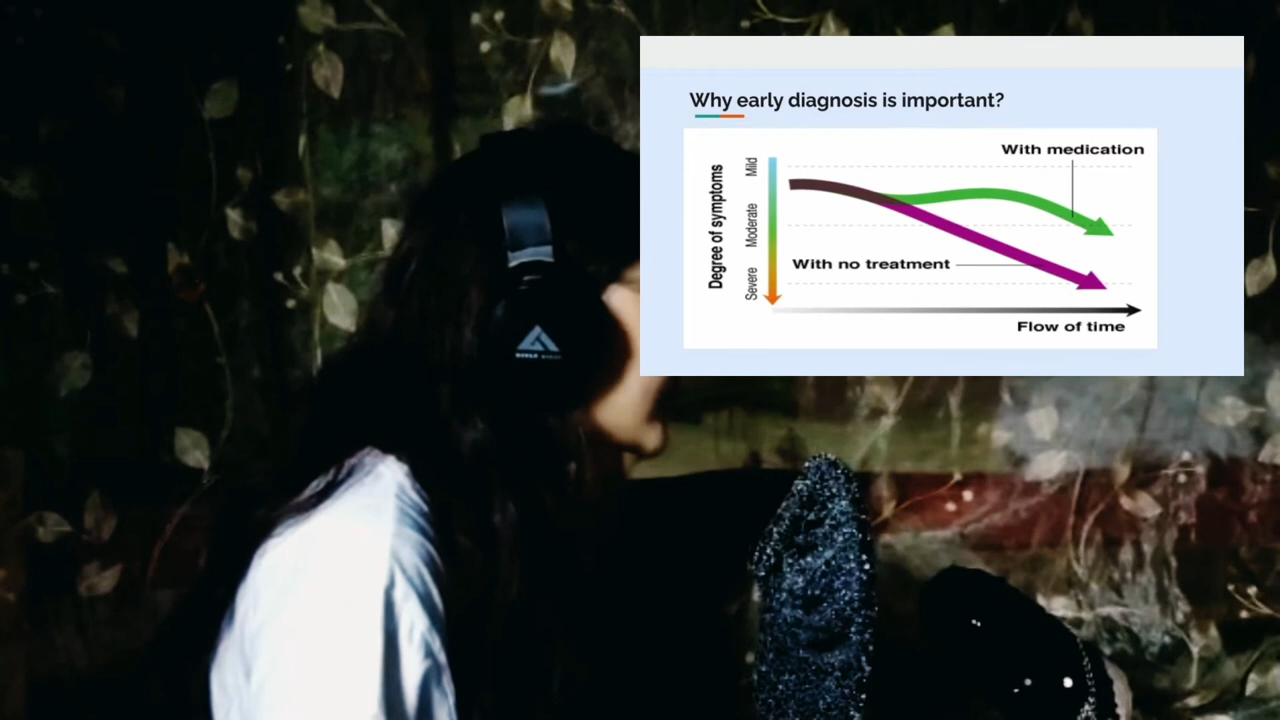 Why early diagnosis is important?
With medication
Degree of symptoms
Mild
Moderate
Severe
With no treatment
Flow of time